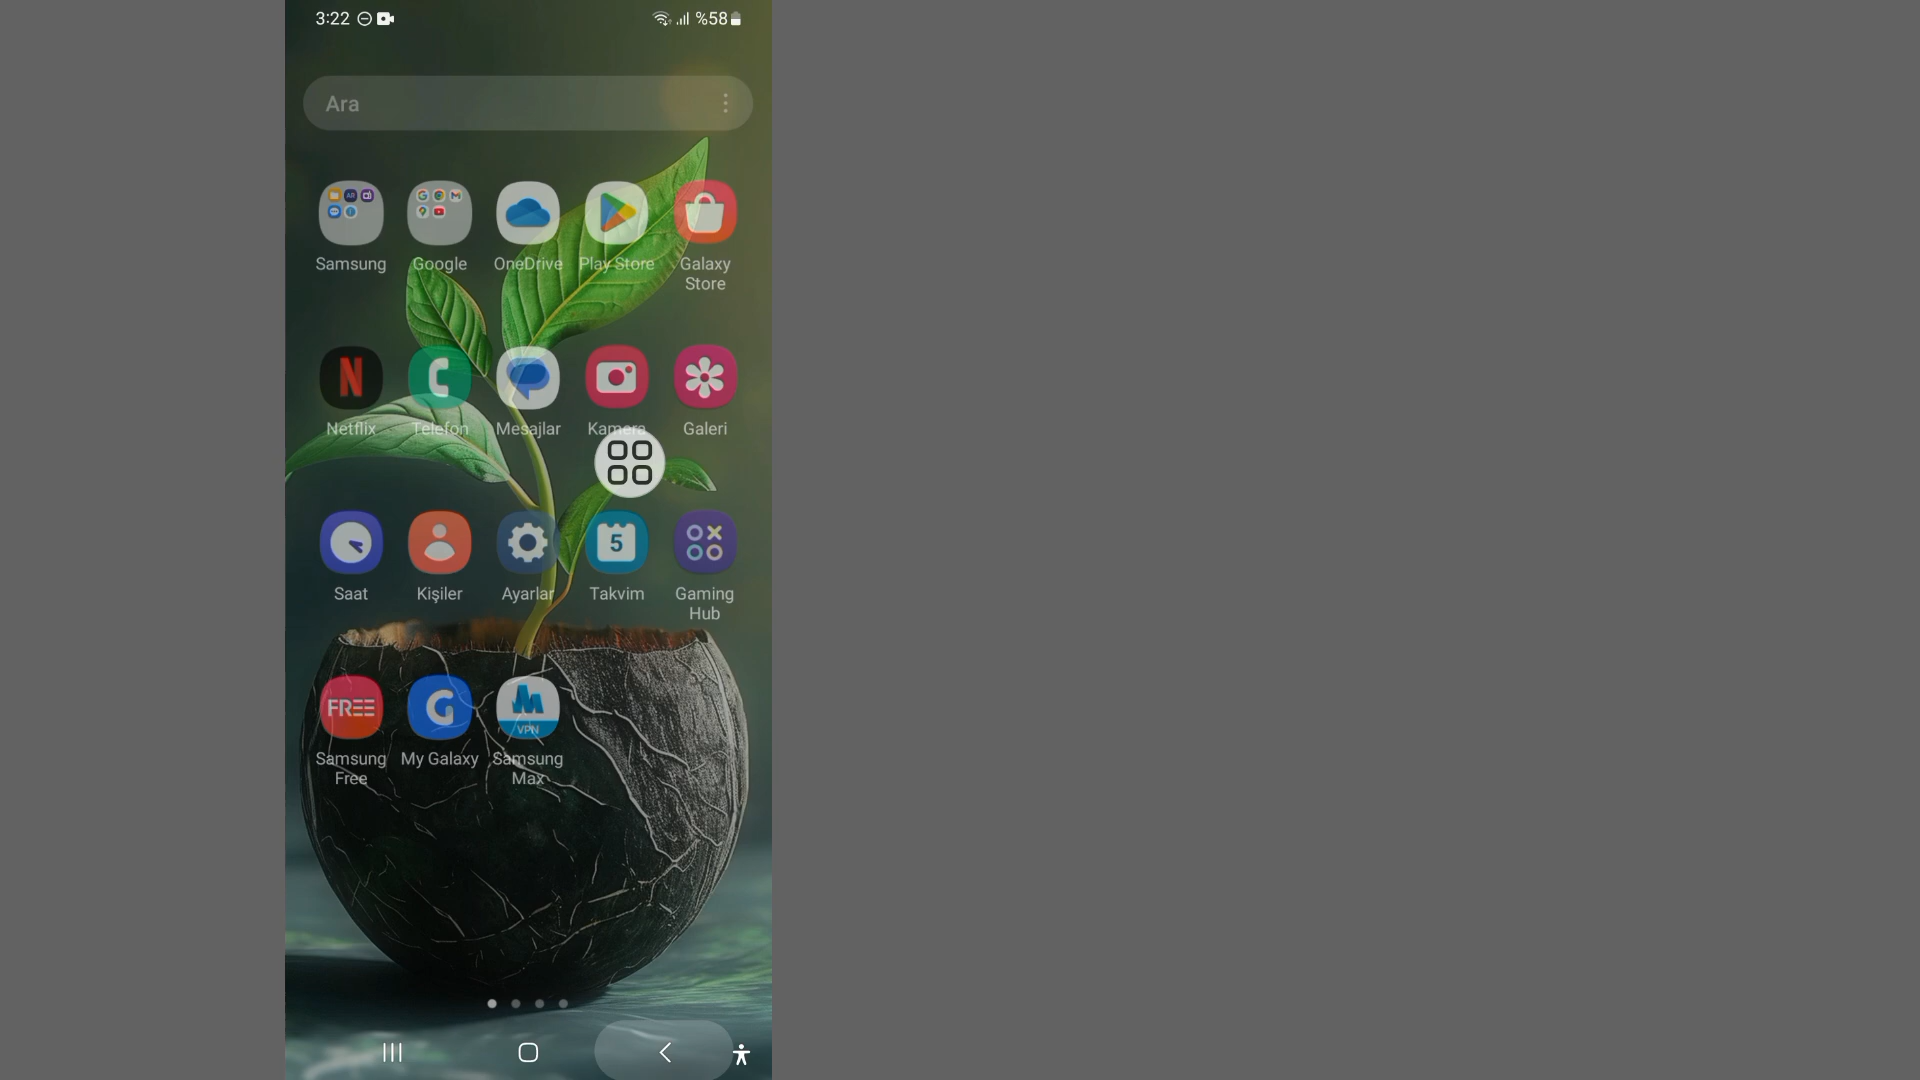 3:22 %58
Ara
Samsung Google OneDrive Play Store Galaxy
Store
Netflix Telefon Mesajlar Kamera Galeri
5
Saat Kişiler Ayarlar Takvim Gaming
Hub
FREE G VPN
Samsung My Galaxy Samsung
Free Max